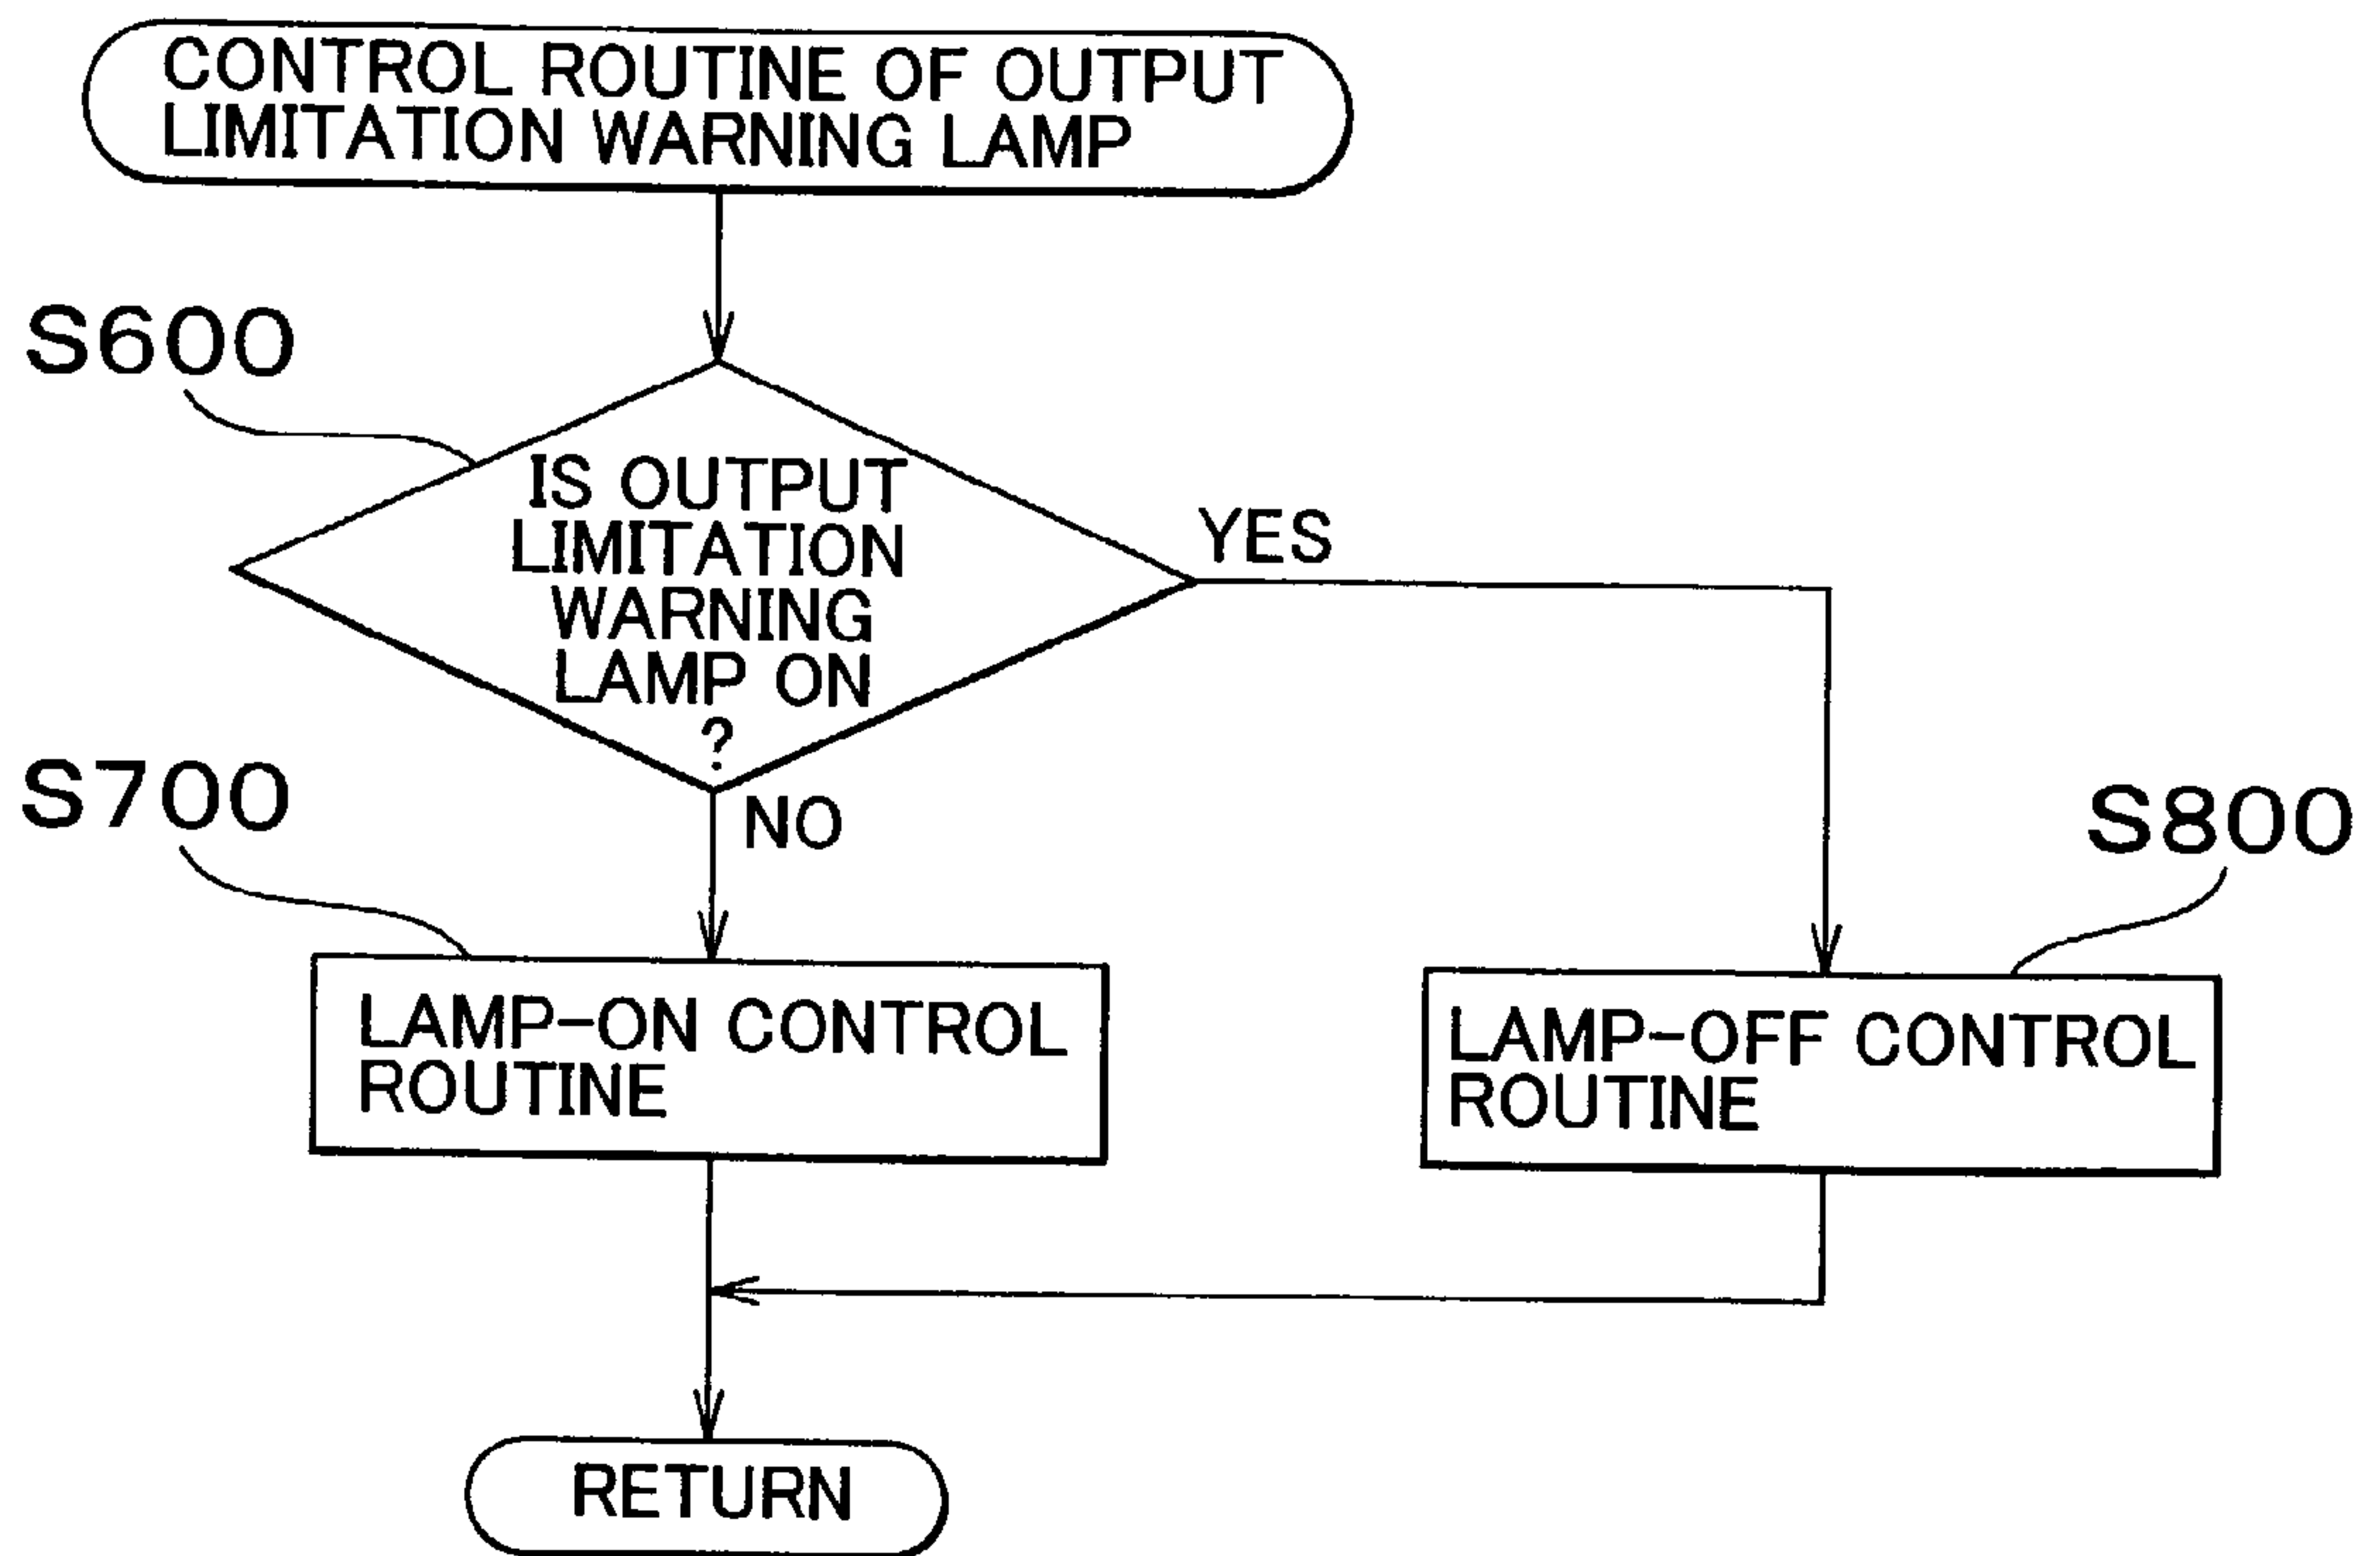 CONTROL ROUTINE OF OUTPUT
LIMITATION WARNING LAMP
S600
IS OUTPUT
LIMITATION
WARNING
LAMP ON
?
YES
NO
S700
S800
LAMP-ON CONTROL
ROUTINE
LAMP-OFF CONTROL
ROUTINE
RETURN